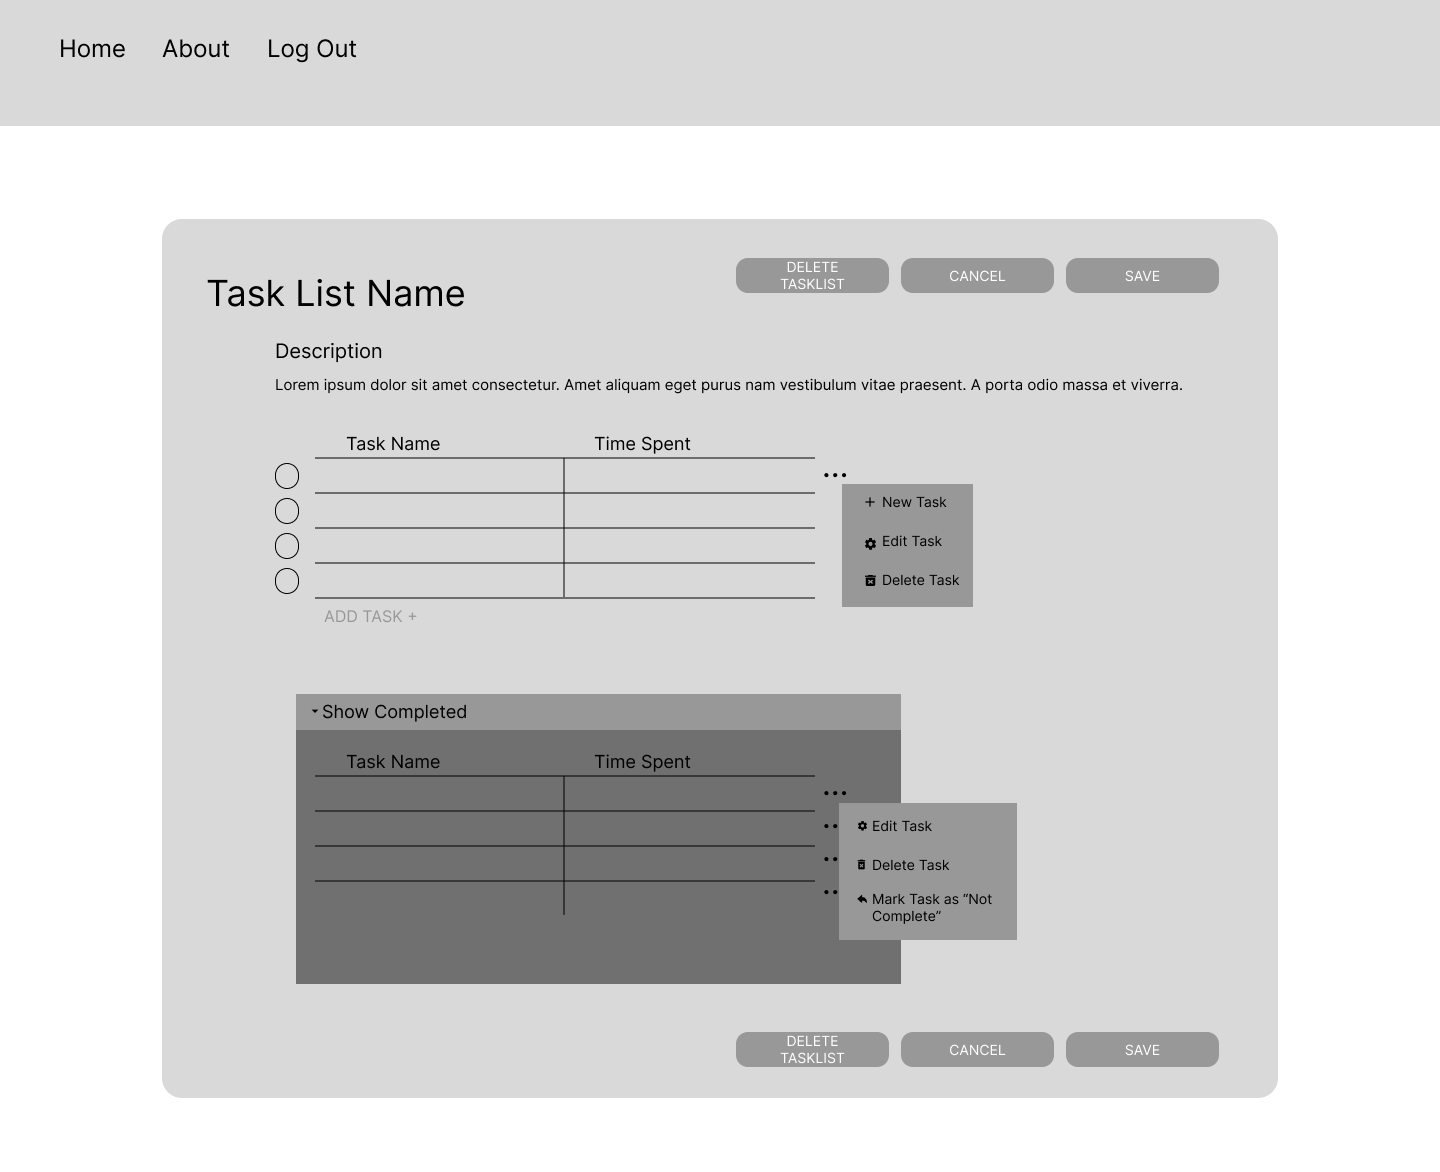 Home About Log Out
DELETE
TASKLIST
CANCEL
SAVE
Task List Name
Description
Lorem ipsum dolor sit amet consectetur. Amet aliquam eget purus nam vestibulum vitae praesent. A porta odio massa et viverra.
Task Name Time Spent
New Task
Edit Task
Delete Task
ADD TASK +
Show Completed
Task Name Time Spent
Edit Task
Delete Task
Mark Task as “Not
Complete”
DELETE
TASKLIST
CANCEL
SAVE